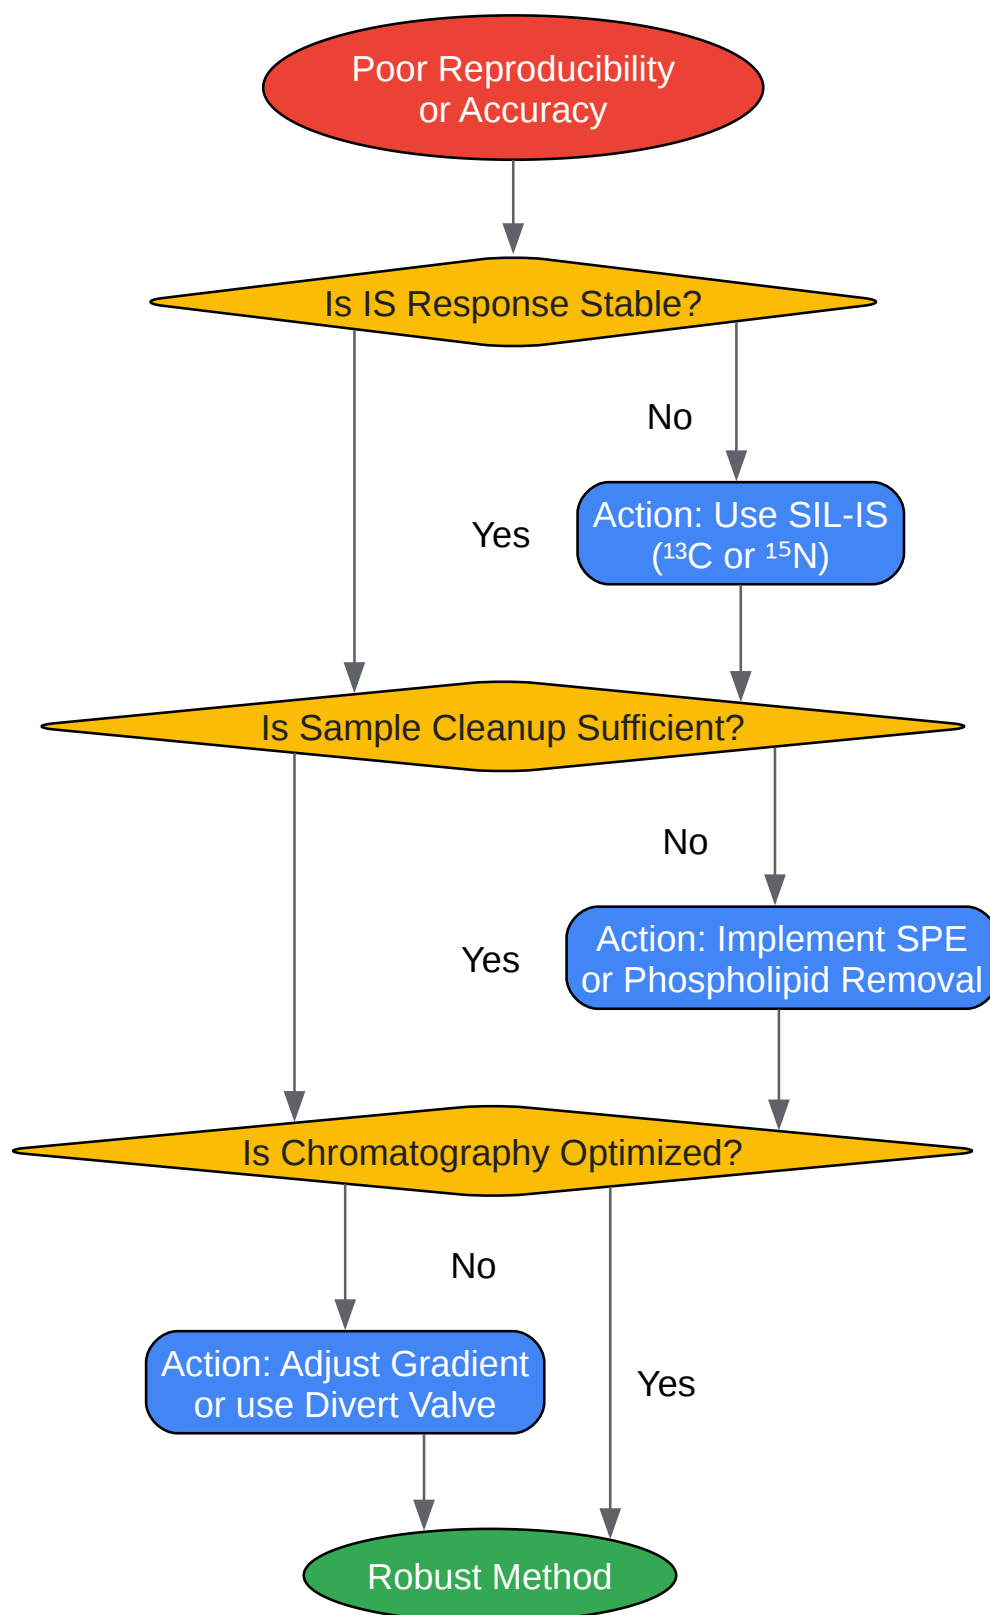 Poor Reproducibility
or Accuracy
Is IS Response Stable?
No
Action: Use SIL-IS
(¹³C or ¹⁵N)
Yes
Is Sample Cleanup Sufficient?
No
Action: Implement SPE
or Phospholipid Removal
Yes
Is Chromatography Optimized?
No
Action: Adjust Gradient
or use Divert Valve
Yes
Robust Method